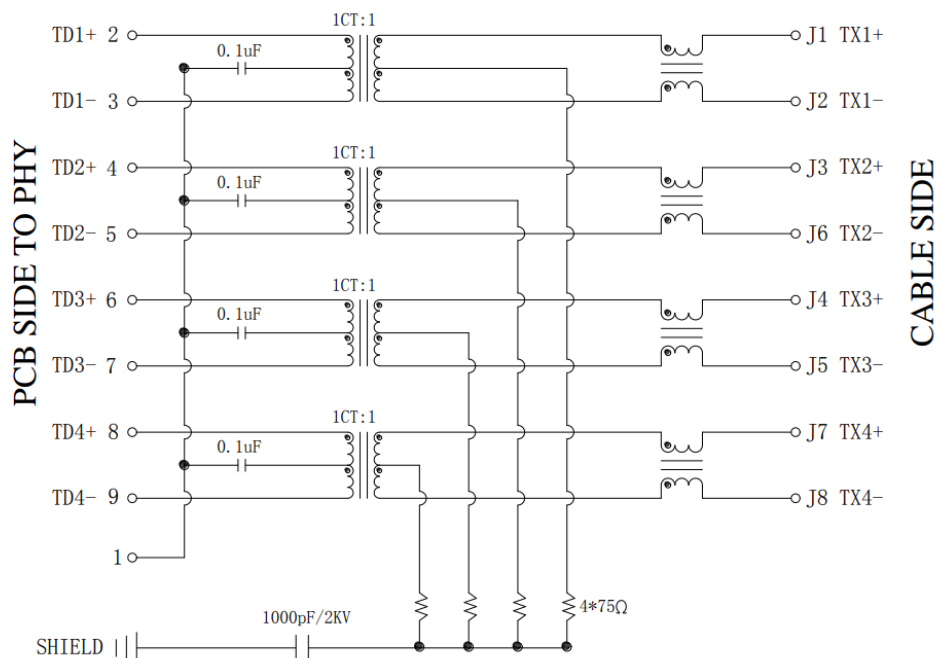 1CT:1
TD1+ 2
0.1uF
J1 TX1+
TD1- 3
J2 TX1-
1CT:1
TD2+ 4
0.1uF
J3 TX2+
TD2- 5
J6 TX2-
PCB SIDE TO PHY
CABLE SIDE
1CT:1
TD3+ 6
0.1uF
J4 TX3+
TD3- 7
J5 TX3-
1CT:1
TD4+ 8
0.1uF
J7 TX4+
TD4- 9
J8 TX4-
1
1000pF/2KV
4*75Ω
SHIELD